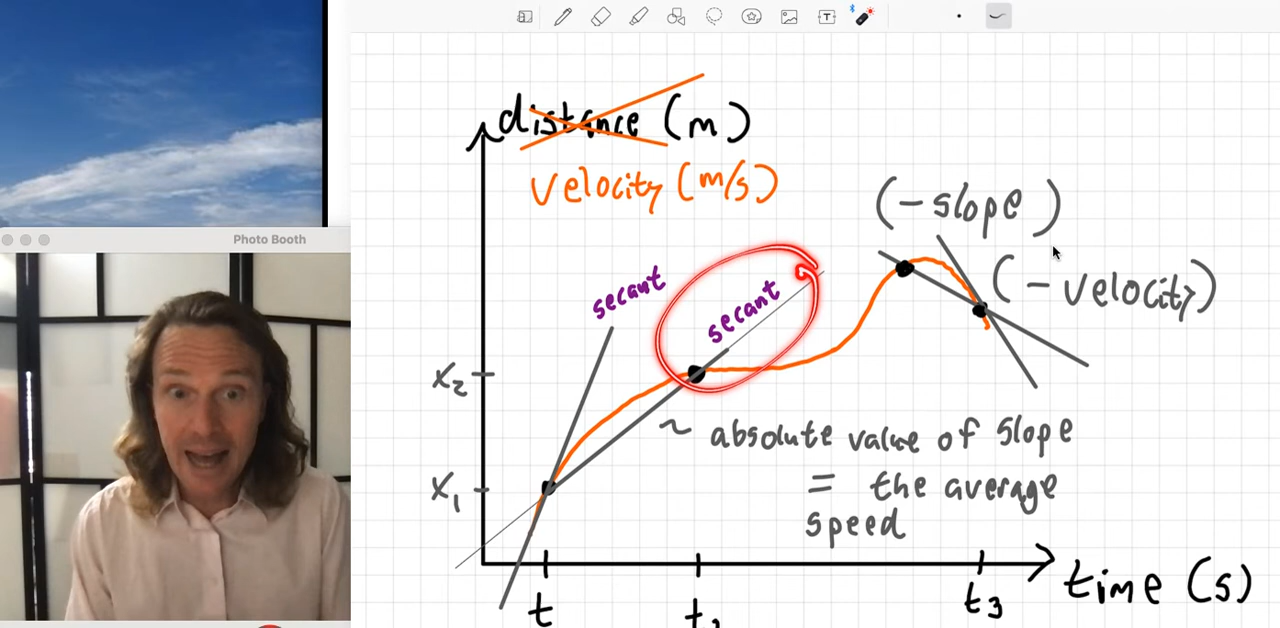 distance (m)
velocity (m/s)
(-slope)
(-velocity)
Photo Booth
secant
secant
x₂
~ absolute value of slope
= the average
speed
x₁
time (s)
t
t₃
T